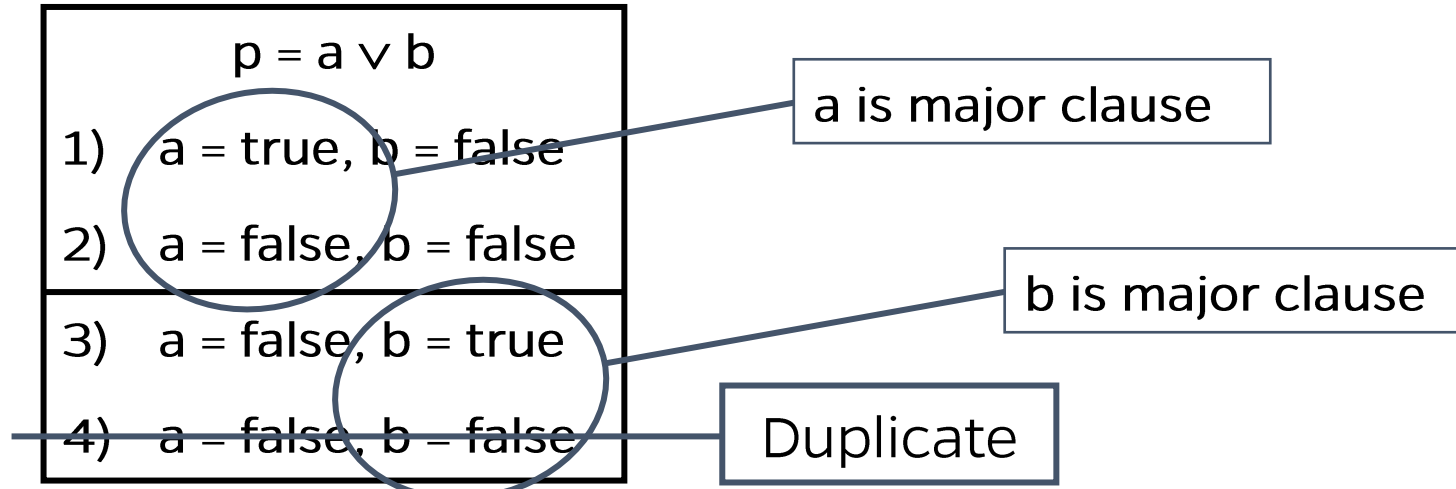 p = a ∨ b
a is major clause
1) a = true, b = false
2) a = false, b = false
b is major clause
3) a = false, b = true
4) a = false, b = false
Duplicate